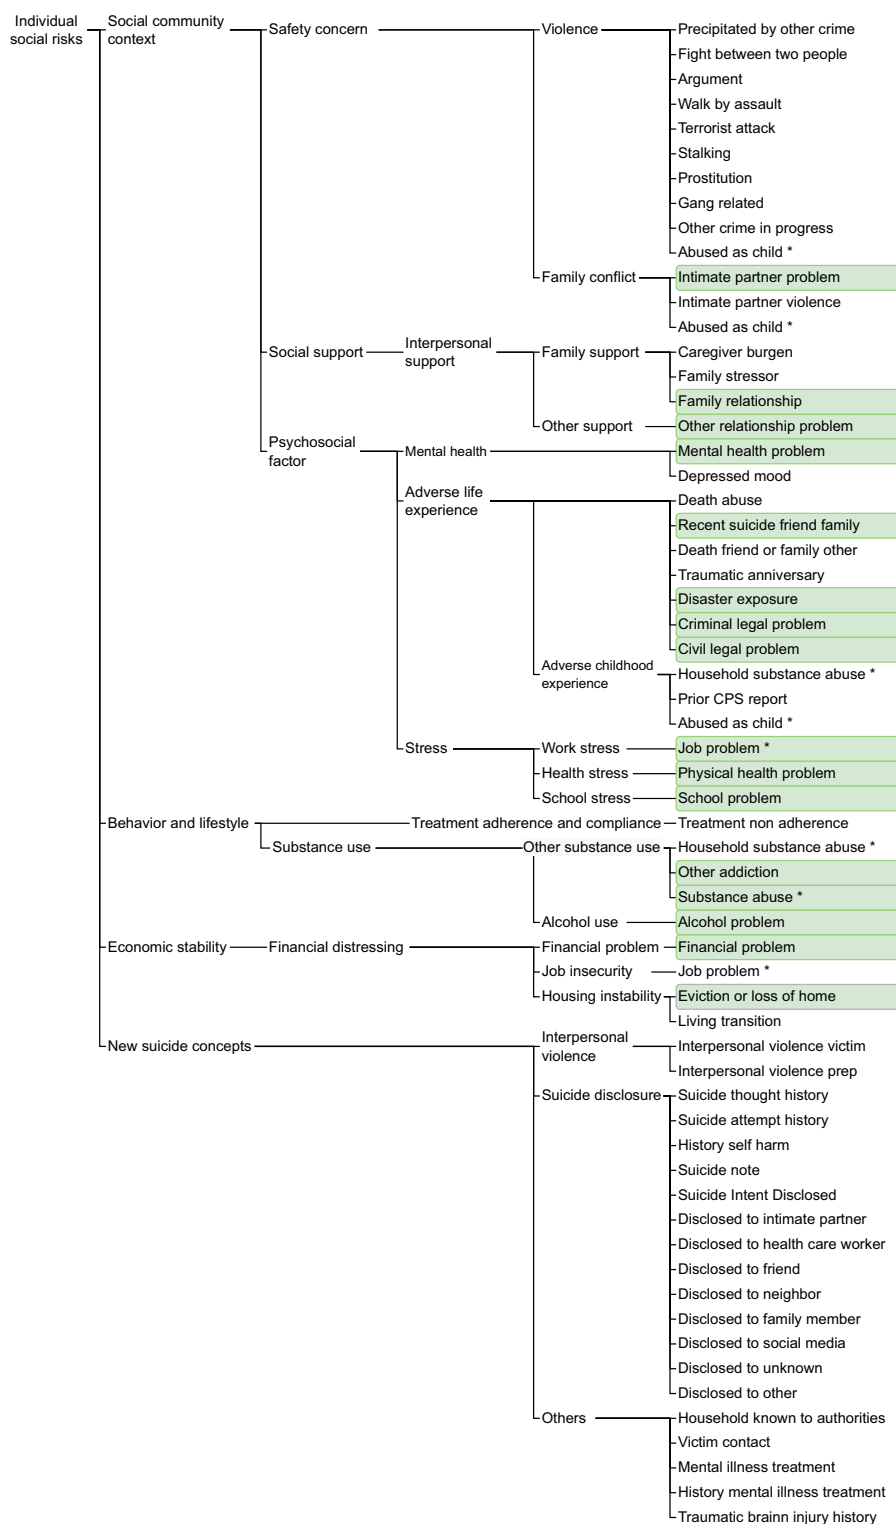 Individual
social risks
Social community
context
Safety concern
Violence
Precipitated by other crime
Fight between two people
Argument
Walk by assault
Terrorist attack
Stalking
Prostitution
Gang related
Other crime in progress
Abused as child *
Family conflict
Intimate partner problem
Intimate partner violence
Abused as child *
Social support
Interpersonal
support
Family support
Caregiver burgen
Family stressor
Family relationship
Other support
Other relationship problem
Psychosocial
factor
Mental health
Mental health problem
Depressed mood
Adverse life
experience
Death abuse
Recent suicide friend family
Death friend or family other
Traumatic anniversary
Disaster exposure
Criminal legal problem
Civil legal problem
Adverse childhood
experience
Household substance abuse *
Prior CPS report
Abused as child *
Stress
Work stress
Job problem *
Health stress
Physical health problem
School stress
School problem
Behavior and lifestyle
Treatment adherence and compliance
Treatment non adherence
Substance use
Other substance use
Household substance abuse *
Other addiction
Substance abuse *
Alcohol use
Alcohol problem
Economic stability
Financial distressing
Financial problem
Financial problem
Job insecurity
Job problem *
Housing instability
Eviction or loss of home
Living transition
New suicide concepts
Interpersonal
violence
Interpersonal violence victim
Interpersonal violence prep
Suicide disclosure
Suicide thought history
Suicide attempt history
History self harm
Suicide note
Suicide Intent Disclosed
Disclosed to intimate partner
Disclosed to health care worker
Disclosed to friend
Disclosed to neighbor
Disclosed to family member
Disclosed to social media
Disclosed to unknown
Disclosed to other
Others
Household known to authorities
Victim contact
Mental illness treatment
History mental illness treatment
Traumatic brainn injury history